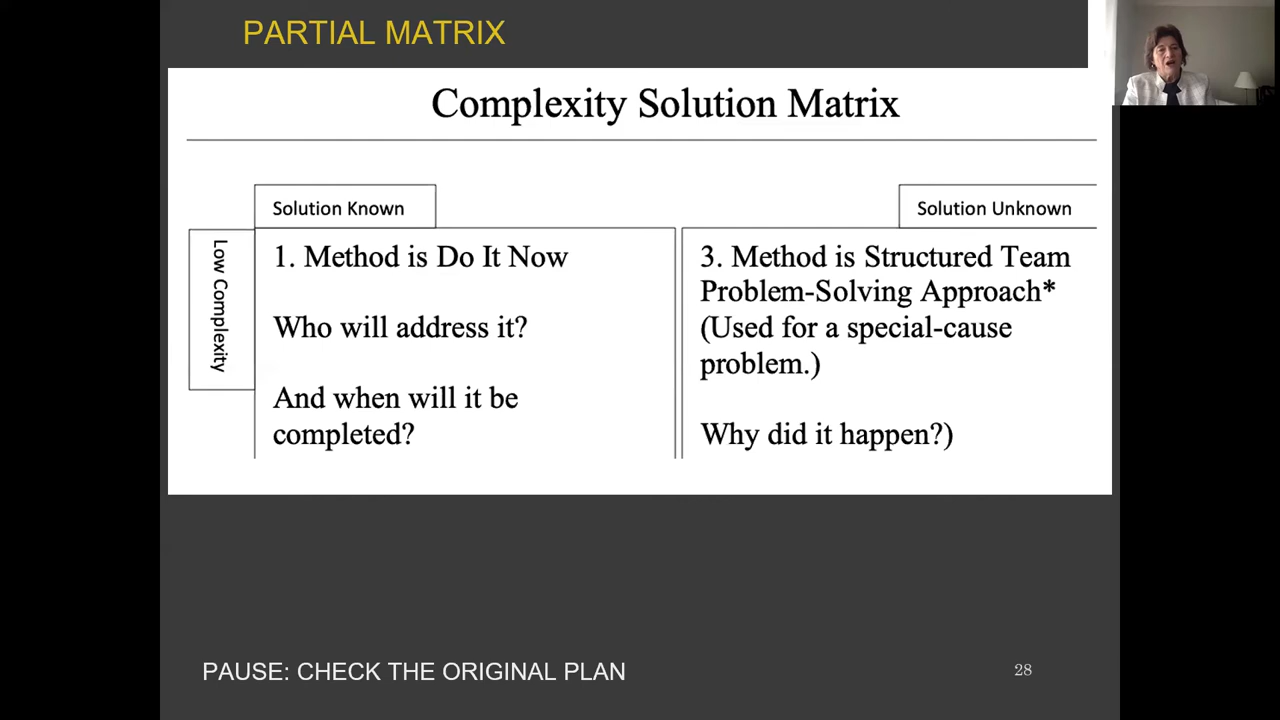 PARTIAL MATRIX
Complexity Solution Matrix
Solution Known
Solution Unknown
Low Complexity
1. Method is Do It Now
Who will address it?
And when will it be
completed?
3. Method is Structured Team
Problem-Solving Approach*
(Used for a special-cause
problem.)
Why did it happen?)
PAUSE: CHECK THE ORIGINAL PLAN
28